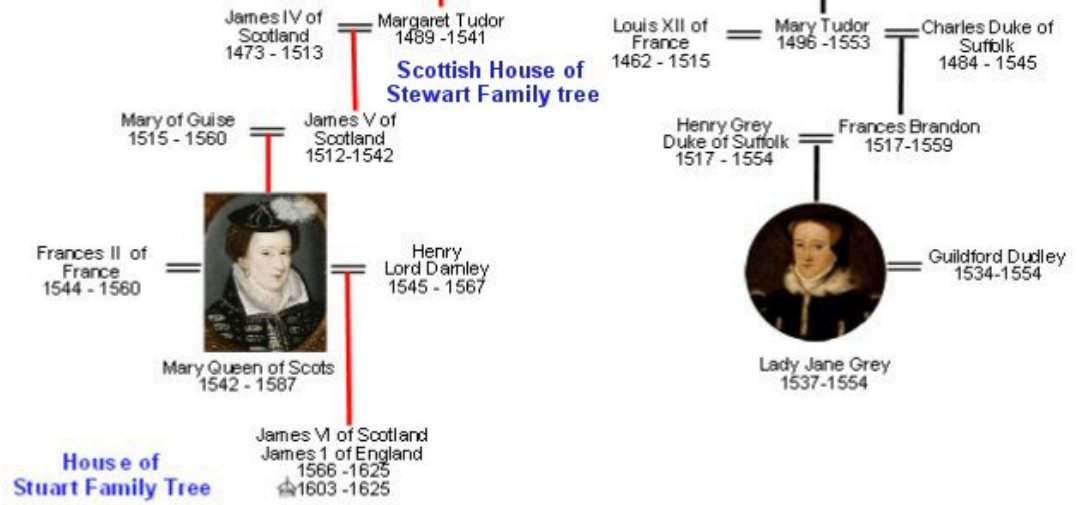 James IV of
Scotland
1473 - 1513
Margaret Tudor
1489 -1541
Louis XII of
France
1462 - 1515
Mary Tudor
1496 -1553
Charles Duke of
Suffolk
1484 - 1545
Scottish House of
Stewart Family tree
Mary of Guise
1515 - 1560
James V of
Scotland
1512-1542
Henry Grey
Duke of Suffolk
1517 - 1554
Frances Brandon
1517-1559
Frances II of
France
1544 - 1560
Henry
Lord Darnley
1545 - 1567
Guildford Dudley
1534-1554
Mary Queen of Scots
1542 - 1587
Lady Jane Grey
1537-1554
James VI of Scotland
James 1 of England
1566 -1625
1603 -1625
House of
Stuart Family Tree